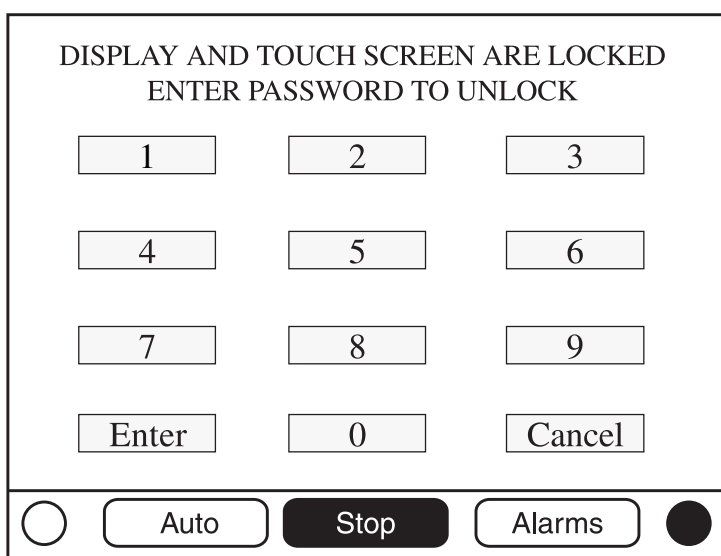 DISPLAY AND TOUCH SCREEN ARE LOCKED
ENTER PASSWORD TO UNLOCK
1 2 3
4 5 6
7 8 9
Enter 0 Cancel
Auto Stop Alarms